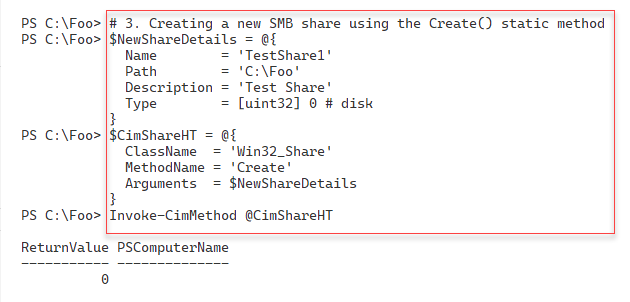 PS C:\Foo> # 3. Creating a new SMB share using the Create() static method
PS C:\Foo> $NewShareDetails = @{
  Name        = 'TestShare1'
  Path        = 'C:\Foo'
  Description = 'Test Share'
  Type        = [uint32] 0 # disk
}
PS C:\Foo> $CimShareHT = @{
  ClassName  = 'Win32_Share'
  MethodName = 'Create'
  Arguments  = $NewShareDetails
}
PS C:\Foo> Invoke-CimMethod @CimShareHT
ReturnValue PSComputerName
----------- --------------
          0